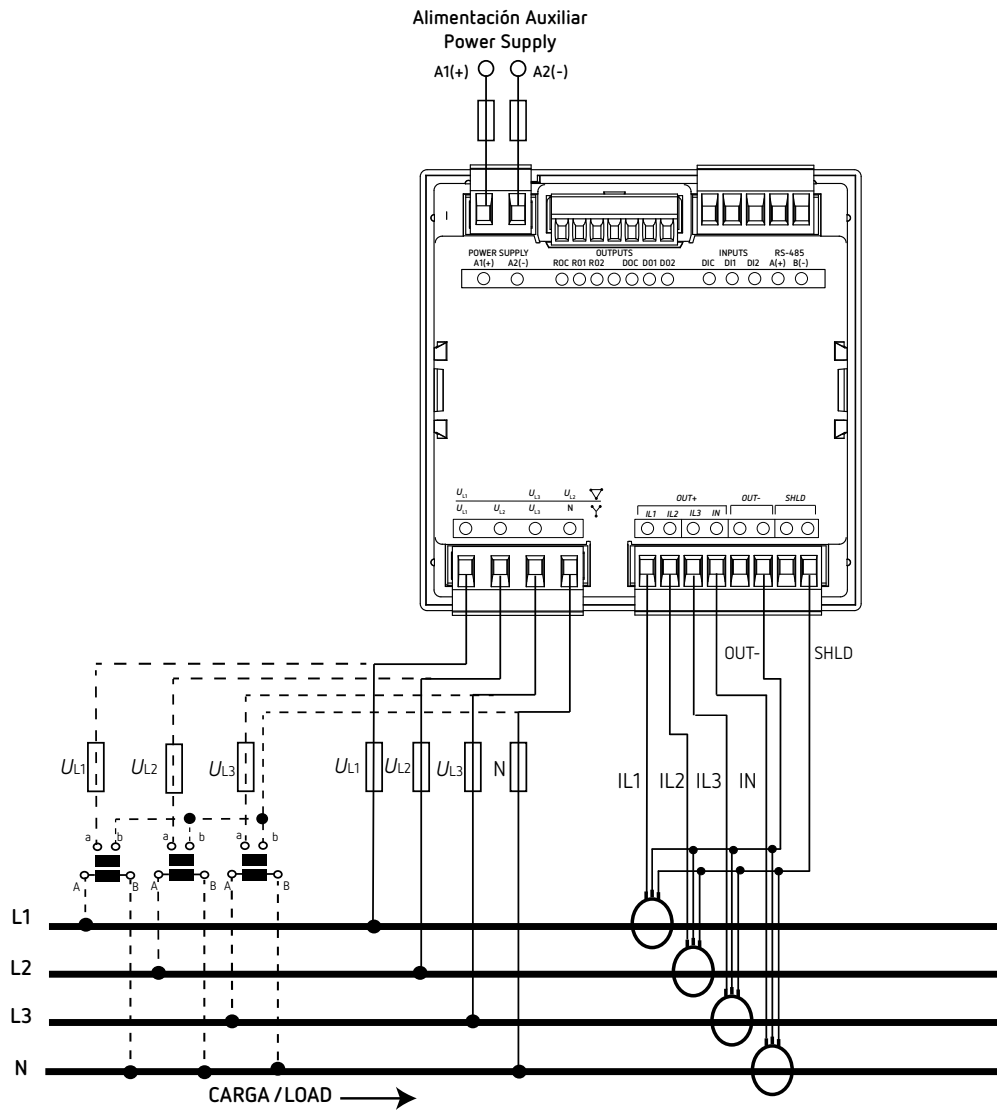 Alimentación Auxiliar
Power Supply
A1(+) A2(-)
POWER SUPPLY OUTPUTS INPUTS RS-485
A1(+) A2(-) ROC RO1 RO2 DOC DO1 DO2 DIC DI1 DI2 A(+) B(-)
UL1 UL3 UL2
UL1 UL2 UL3 N
OUT+ OUT- SHLD
IL1 IL2 IL3 IN
OUT- SHLD
UL1 UL2 UL3 UL1 UL2 UL3 N IL1 IL2 IL3 IN
a b a b a b
A B A B A B
L1
L2
L3
N
CARGA / LOAD